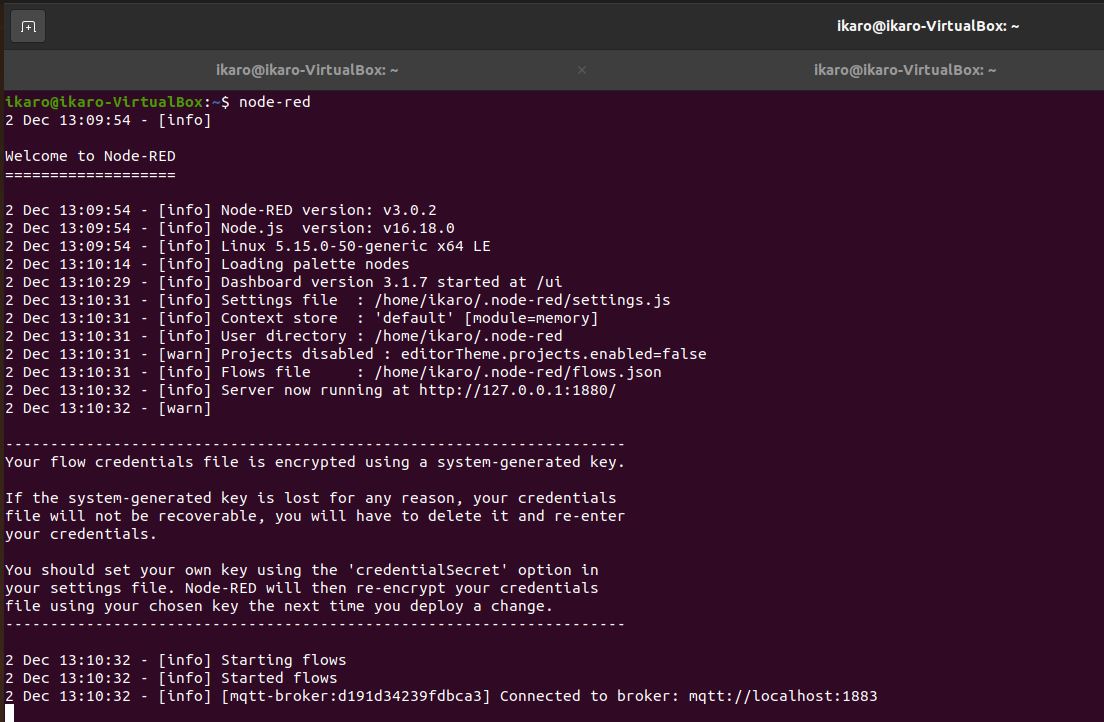 ikaro@ikaro-VirtualBox: ~
ikaro@ikaro-VirtualBox: ~ × ikaro@ikaro-VirtualBox: ~
ikaro@ikaro-VirtualBox:~$ node-red
2 Dec 13:09:54 - [info]
Welcome to Node-RED
===================
2 Dec 13:09:54 - [info] Node-RED version: v3.0.2
2 Dec 13:09:54 - [info] Node.js  version: v16.18.0
2 Dec 13:09:54 - [info] Linux 5.15.0-50-generic x64 LE
2 Dec 13:10:14 - [info] Loading palette nodes
2 Dec 13:10:29 - [info] Dashboard version 3.1.7 started at /ui
2 Dec 13:10:31 - [info] Settings file  : /home/ikaro/.node-red/settings.js
2 Dec 13:10:31 - [info] Context store  : 'default' [module=memory]
2 Dec 13:10:31 - [info] User directory : /home/ikaro/.node-red
2 Dec 13:10:31 - [warn] Projects disabled : editorTheme.projects.enabled=false
2 Dec 13:10:31 - [info] Flows file     : /home/ikaro/.node-red/flows.json
2 Dec 13:10:32 - [info] Server now running at http://127.0.0.1:1880/
2 Dec 13:10:32 - [warn]
---------------------------------------------------------------------
Your flow credentials file is encrypted using a system-generated key.
If the system-generated key is lost for any reason, your credentials
file will not be recoverable, you will have to delete it and re-enter
your credentials.
You should set your own key using the 'credentialSecret' option in
your settings file. Node-RED will then re-encrypt your credentials
file using your chosen key the next time you deploy a change.
---------------------------------------------------------------------
2 Dec 13:10:32 - [info] Starting flows
2 Dec 13:10:32 - [info] Started flows
2 Dec 13:10:32 - [info] [mqtt-broker:d191d34239fdbca3] Connected to broker: mqtt://localhost:1883